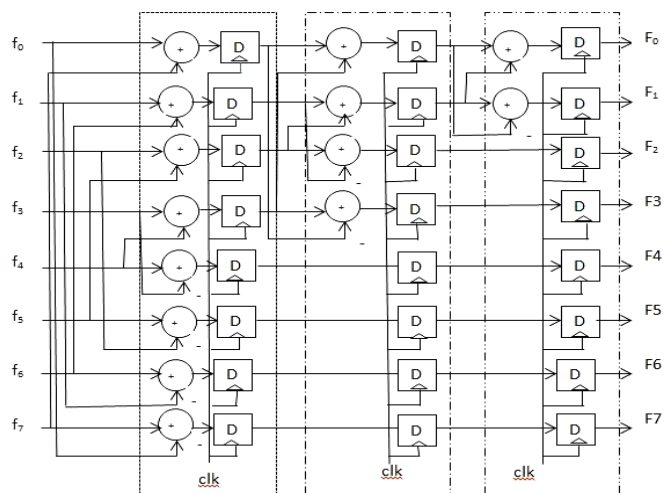 f₀ + D + D + D F₀
f₁ + D + D + D F₁
f₂ + D + D - D F₂
f₃ + D + D D F3
-
f₄ + D D D F4
-
f₅ + D D D F5
-
f₆ + D D D F6
-
f₇ + D D D F7
-
clk clk clk